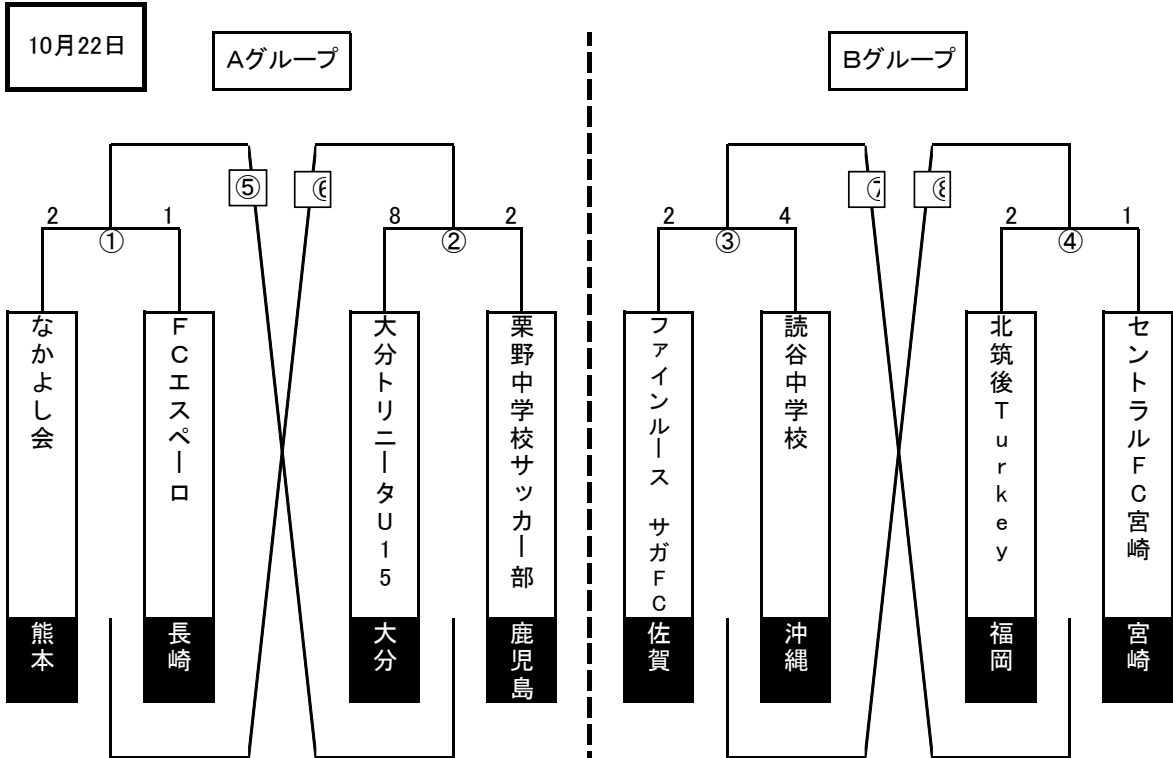 10月22日
Aグループ
Bグループ
⑤
⑥
⑦
⑧
2
1
8
2
2
4
2
1
①
②
③
④
なかよし会
FCエスペーロ
大分トリニータU15
栗野中学校サッカー部
ファインルース サガFC
読谷中学校
北筑後Turkey
セントラルFC宮崎
熊本
長崎
大分
鹿児島
佐賀
沖縄
福岡
宮崎